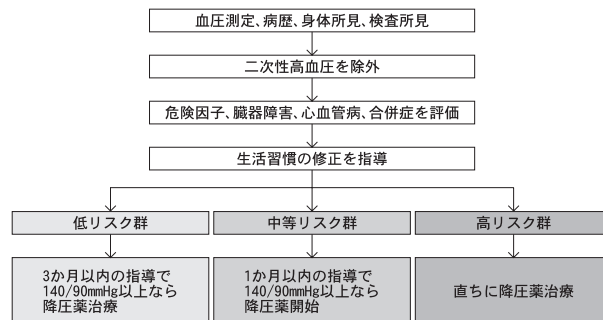 血圧測定、病歴、身体所見、検査所見
二次性高血圧を除外
危険因子、臓器障害、心血管病、合併症を評価
生活習慣の修正を指導
低リスク群
中等リスク群
高リスク群
3か月以内の指導で
140/90mmHg以上なら
降圧薬治療
1か月以内の指導で
140/90mmHg以上なら
降圧薬開始
直ちに降圧薬治療